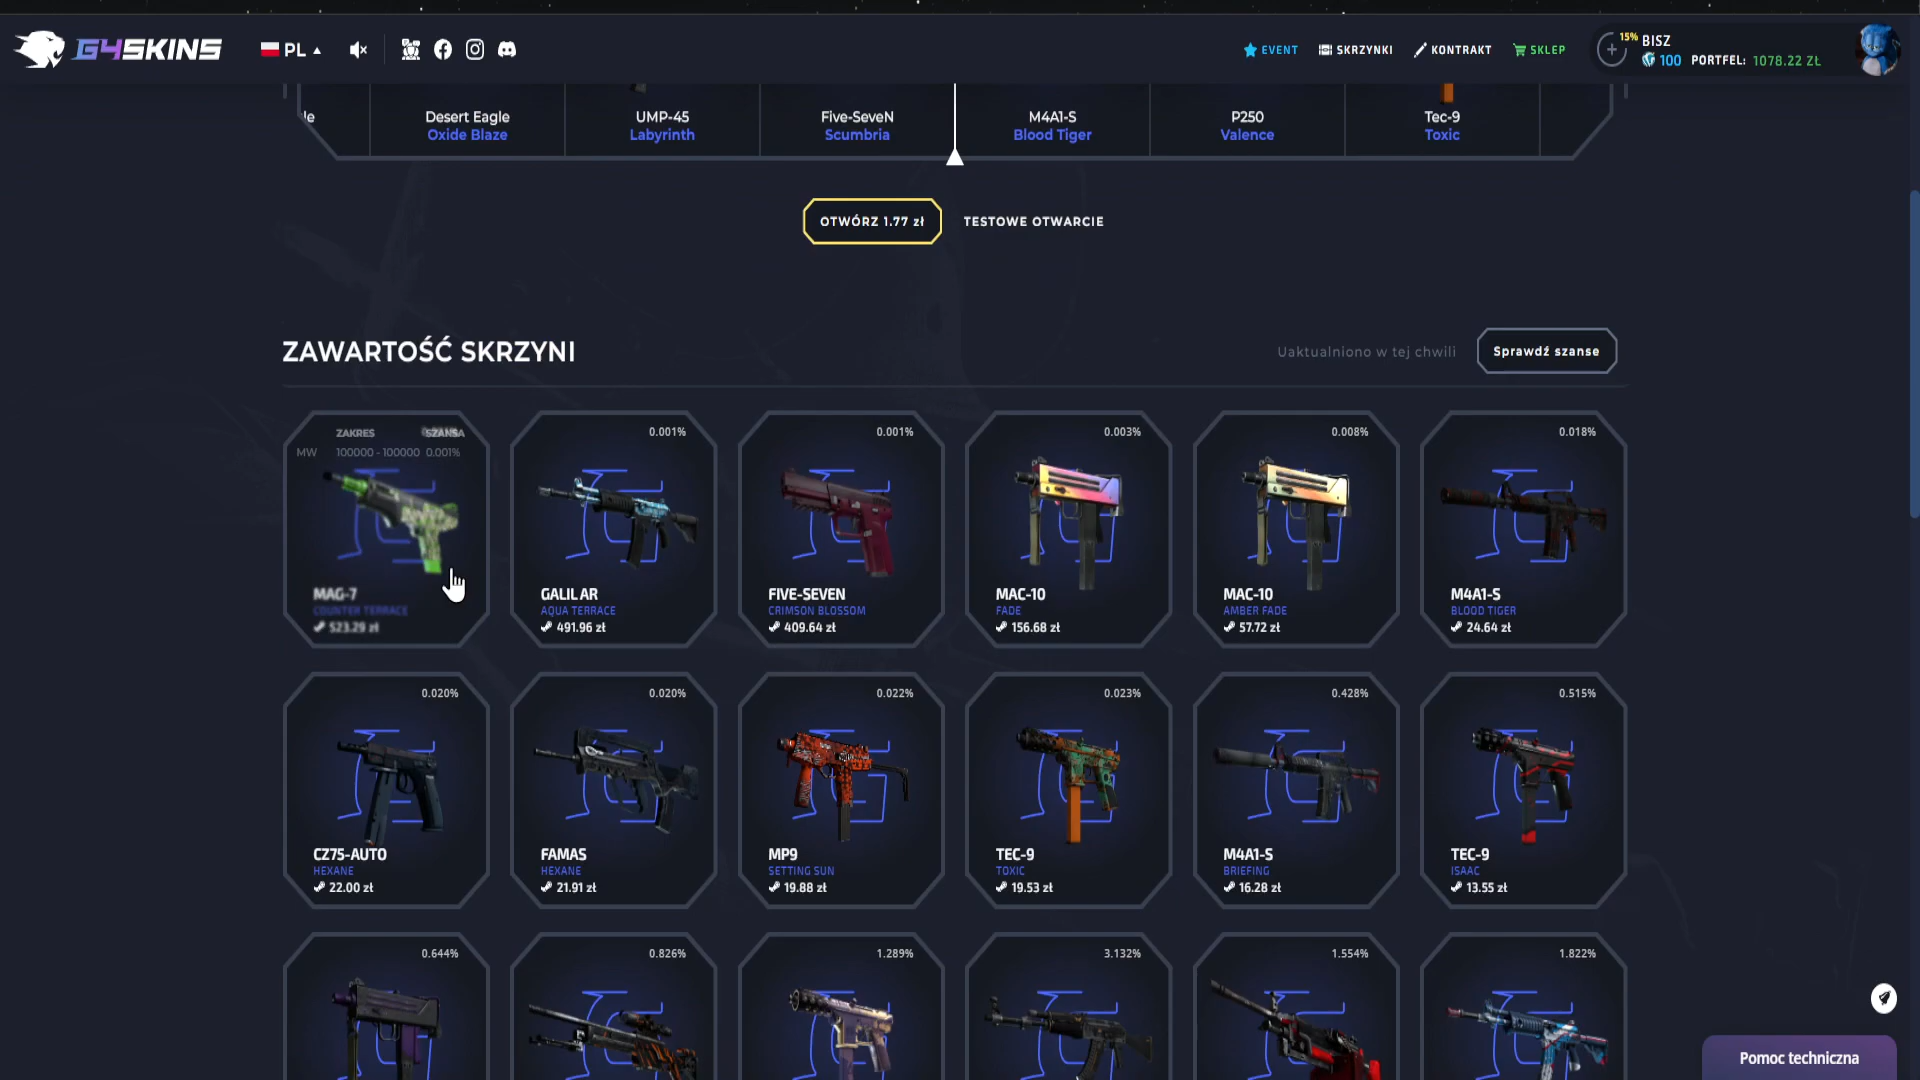 G4SKINS
PL
EVENT
SKRZYNKI
KONTRAKT
SKLEP
15%
BISZ
100 PORTFEL: 1078.22 ZŁ
le
Desert Eagle
Oxide Blaze
UMP-45
Labyrinth
Five-SeveN
Scumbria
M4A1-S
Blood Tiger
P250
Valence
Tec-9
Toxic
OTWÓRZ 1.77 zł
TESTOWE OTWARCIE
ZAWARTOŚĆ SKRZYNI
Uaktualniono w tej chwili
Sprawdź szanse
ZAKRES SZANSA
MW 100000 - 100000 0.001%
MAG-7
COUNTER TERRACE
523.29 zł
0.001%
GALIL AR
AQUA TERRACE
491.96 zł
0.001%
FIVE-SEVEN
CRIMSON BLOSSOM
409.64 zł
0.003%
MAC-10
FADE
156.68 zł
0.008%
MAC-10
AMBER FADE
57.72 zł
0.018%
M4A1-S
BLOOD TIGER
24.64 zł
0.020%
CZ75-AUTO
HEXANE
22.00 zł
0.020%
FAMAS
HEXANE
21.91 zł
0.022%
MP9
SETTING SUN
19.88 zł
0.023%
TEC-9
TOXIC
19.53 zł
0.428%
M4A1-S
BRIEFING
16.28 zł
0.515%
TEC-9
ISAAC
13.55 zł
0.644%
0.826%
1.289%
3.132%
1.554%
1.822%
Pomoc techniczna